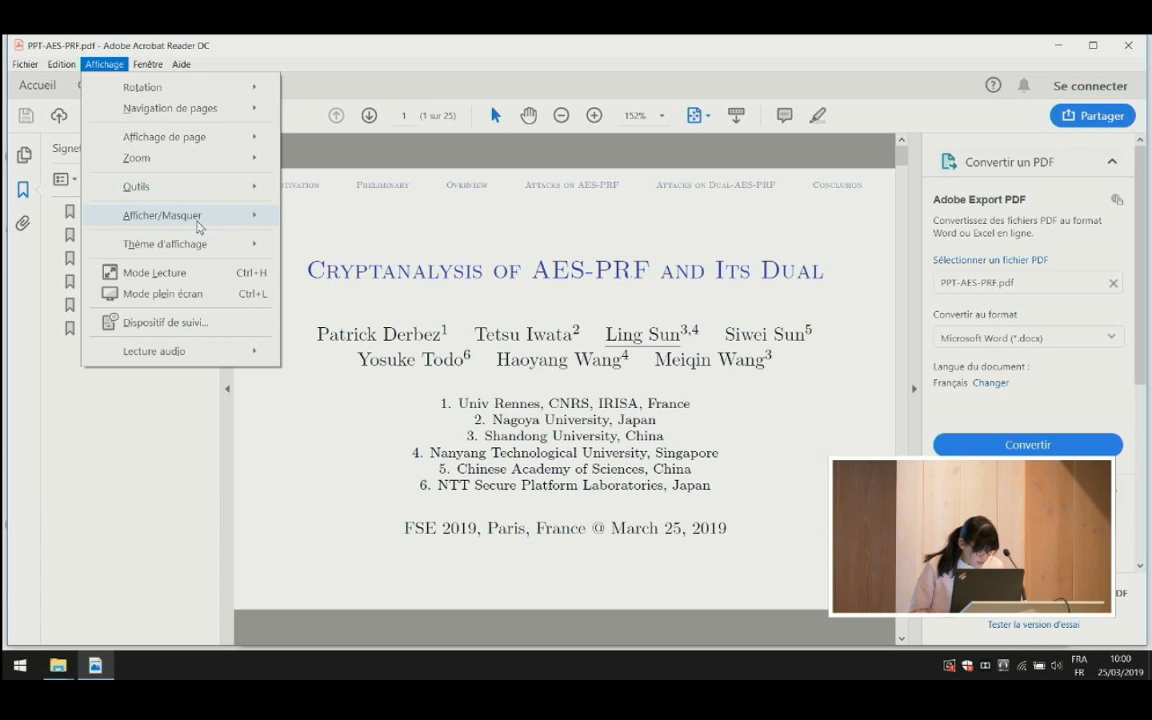 PPT-AES-PRF.pdf - Adobe Acrobat Reader DC
Fichier Edition Affichage Fenêtre Aide
Accueil
Se connecter
1 (1 sur 25) 152%
Partager
Rotation
Navigation de pages
Affichage de page
Zoom
Outils
Afficher/Masquer
Thème d'affichage
Mode Lecture Ctrl+H
Mode plein écran Ctrl+L
Dispositif de suivi...
Lecture audio
Signet
PRELIMINARY OVERVIEW ATTACKS ON AES-PRF ATTACKS ON DUAL-AES-PRF CONCLUSION
CRYPTANALYSIS OF AES-PRF AND ITS DUAL
Patrick Derbez¹ Tetsu Iwata² Ling Sun³,⁴ Siwei Sun⁵
Yosuke Todo⁶ Haoyang Wang⁴ Meiqin Wang³
1. Univ Rennes, CNRS, IRISA, France
2. Nagoya University, Japan
3. Shandong University, China
4. Nanyang Technological University, Singapore
5. Chinese Academy of Sciences, China
6. NTT Secure Platform Laboratories, Japan
FSE 2019, Paris, France @ March 25, 2019
Convertir un PDF
Adobe Export PDF
Convertissez des fichiers PDF au format
Word ou Excel en ligne.
Sélectionner un fichier PDF
PPT-AES-PRF.pdf
Convertir au format
Microsoft Word (*.docx)
Langue du document :
Français Changer
Convertir
DF
Tester la version d'essai
FRA
FR
10:00
25/03/2019